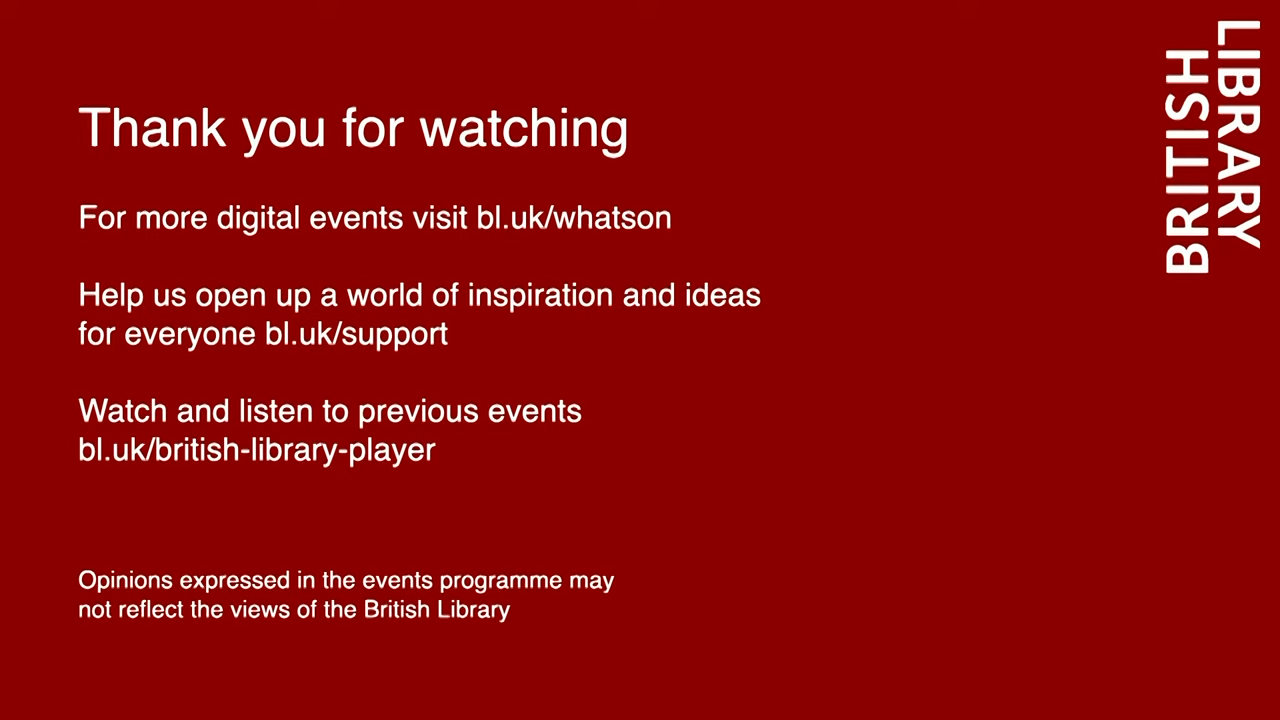 Thank you for watching
For more digital events visit bl.uk/whatson
Help us open up a world of inspiration and ideas
for everyone bl.uk/support
Watch and listen to previous events
bl.uk/british-library-player
Opinions expressed in the events programme may
not reflect the views of the British Library
BRITISH
LIBRARY